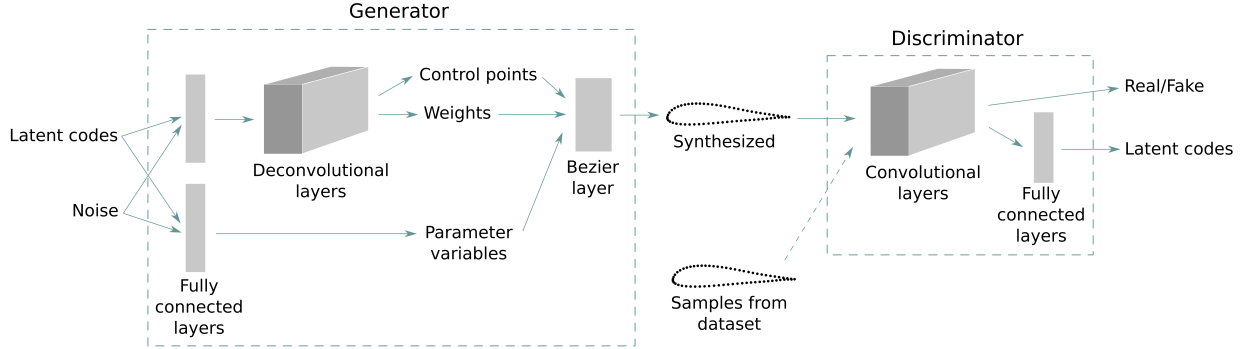 Generator
Discriminator
Latent codes
Noise
Fully
connected
layers
Deconvolutional
layers
Control points
Weights
Parameter
variables
Bezier
layer
Synthesized
Samples from
dataset
Convolutional
layers
Fully
connected
layers
Real/Fake
Latent codes